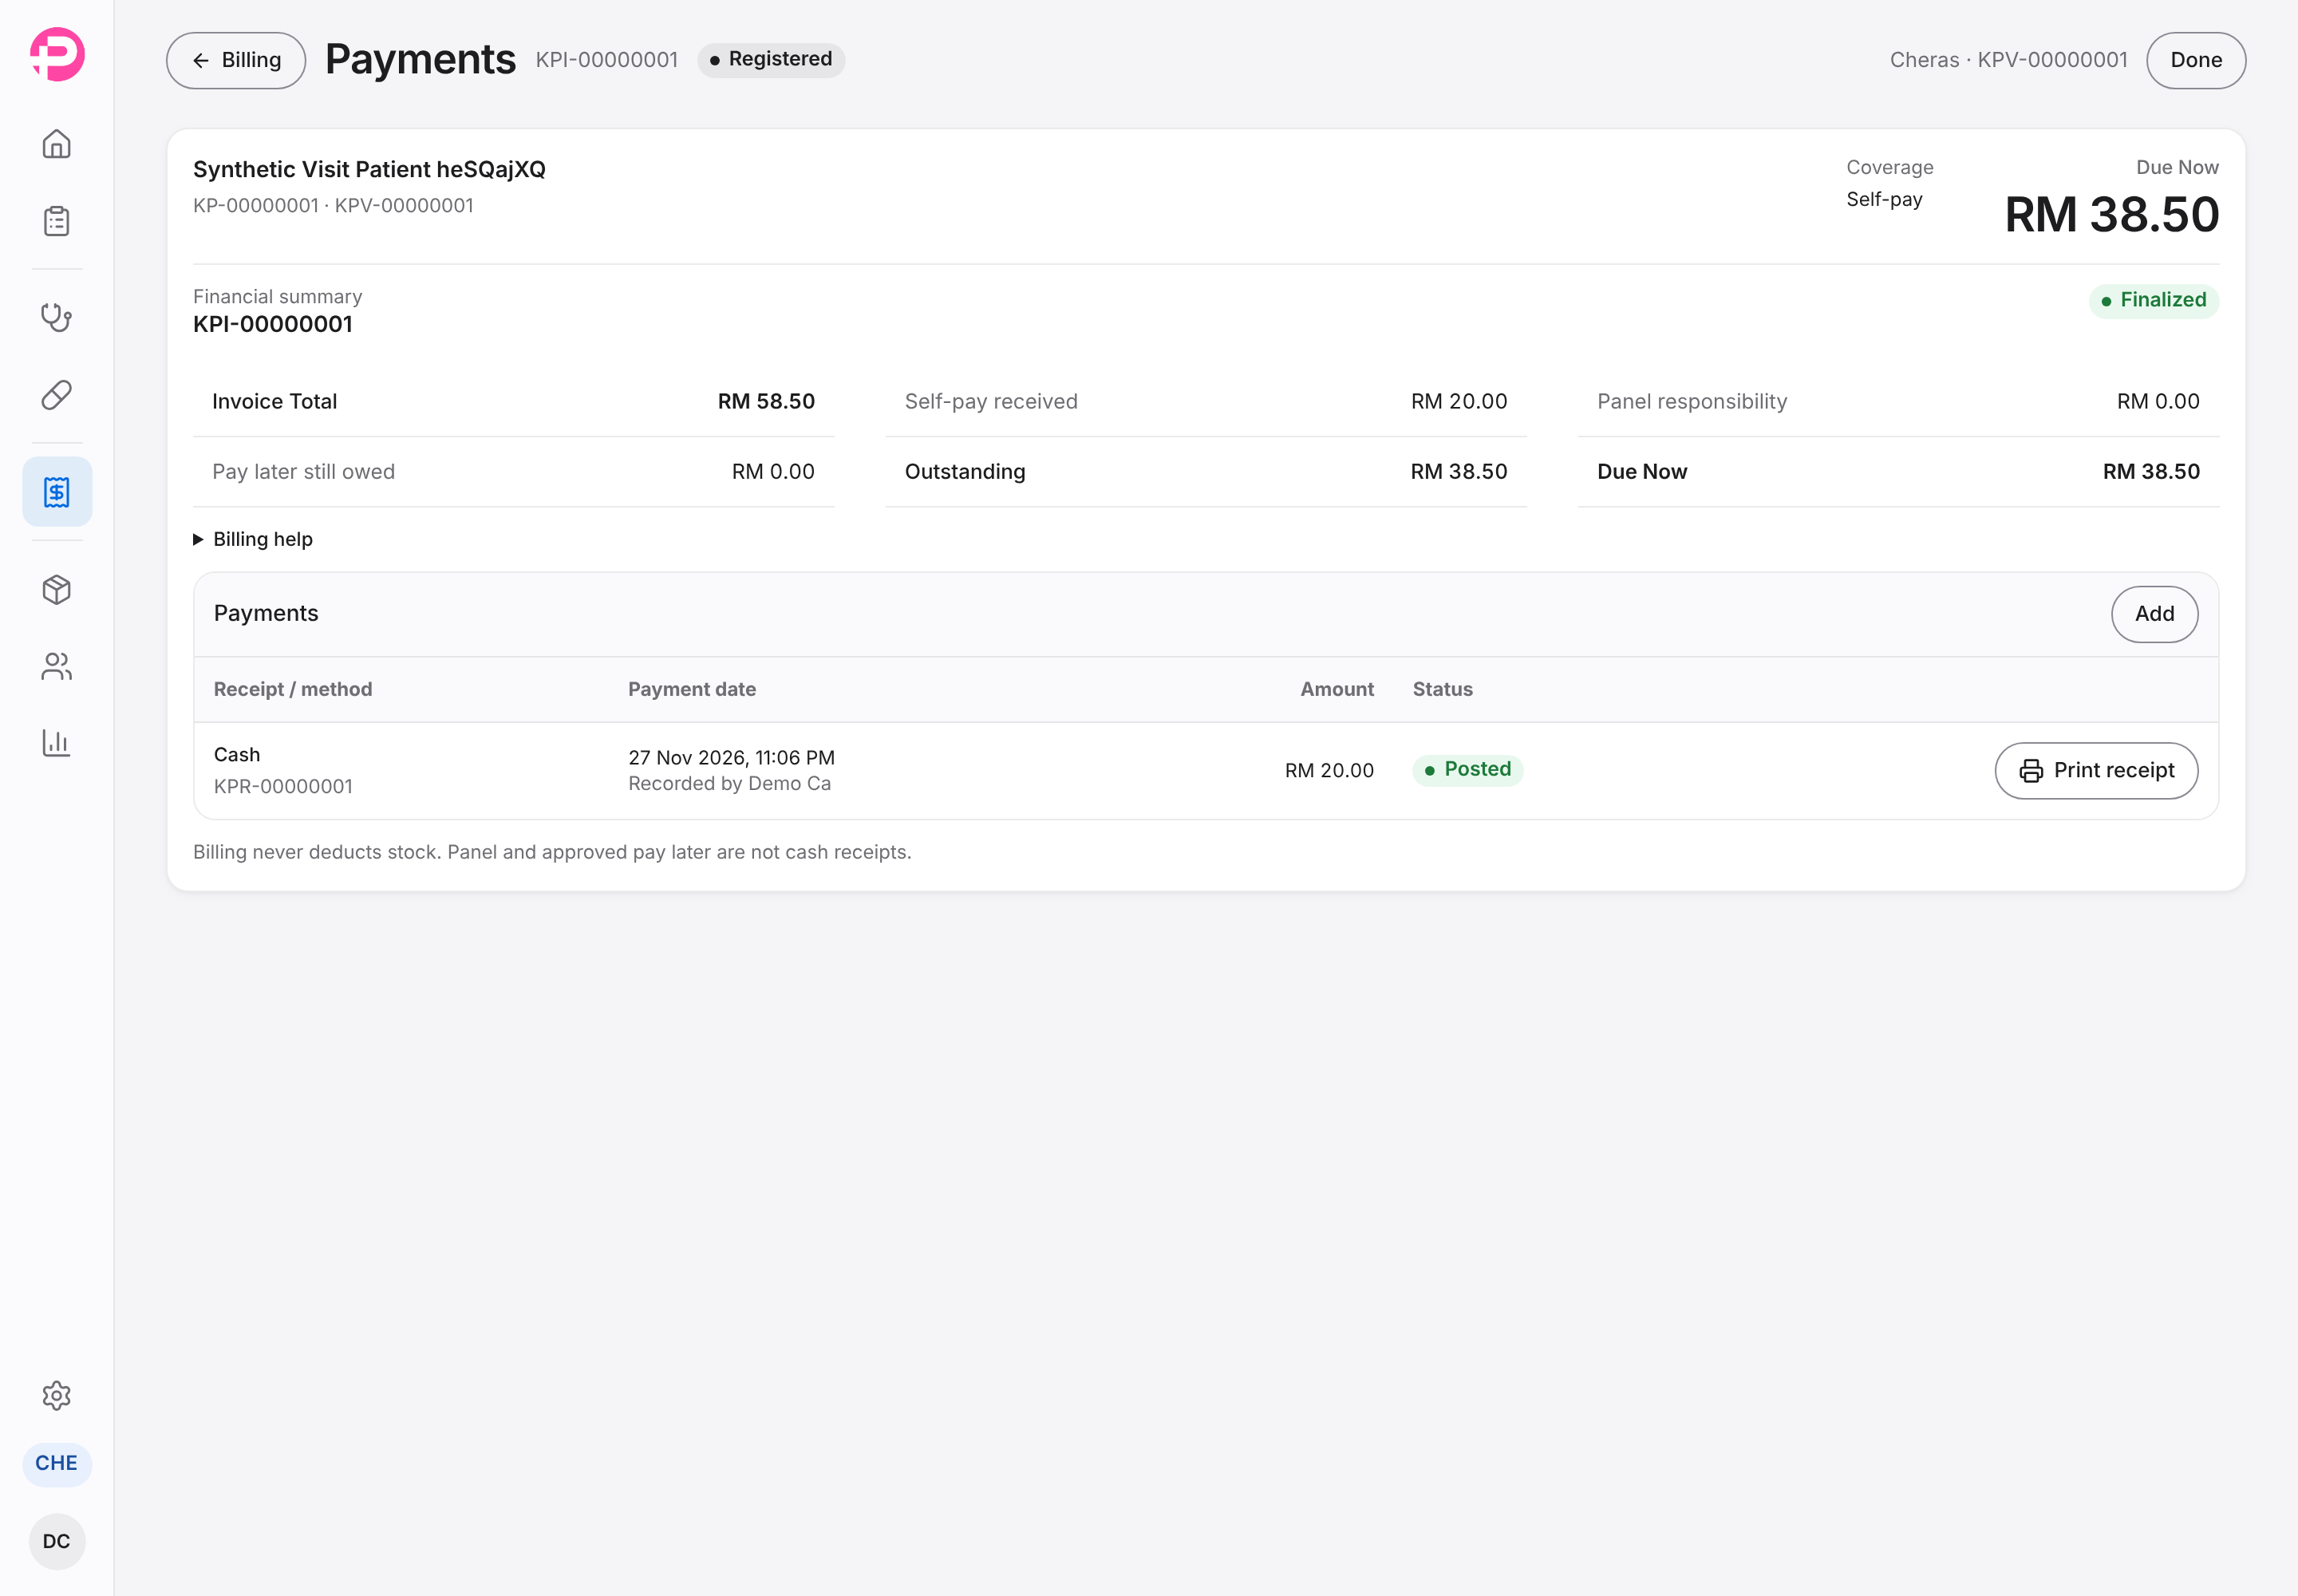 Billing
Payments
KPI-00000001
Registered
Cheras · KPV-00000001
Done
Synthetic Visit Patient heSQajXQ
KP-00000001 · KPV-00000001
Coverage
Self-pay
Due Now
RM 38.50
Financial summary
KPI-00000001
Finalized
Invoice Total RM 58.50
Self-pay received RM 20.00
Panel responsibility RM 0.00
Pay later still owed RM 0.00
Outstanding RM 38.50
Due Now RM 38.50
Billing help
Payments
Add
Receipt / method Payment date Amount Status
Cash
KPR-00000001
27 Nov 2026, 11:06 PM
Recorded by Demo Ca
RM 20.00
Posted
Print receipt
Billing never deducts stock. Panel and approved pay later are not cash receipts.
CHE
DC